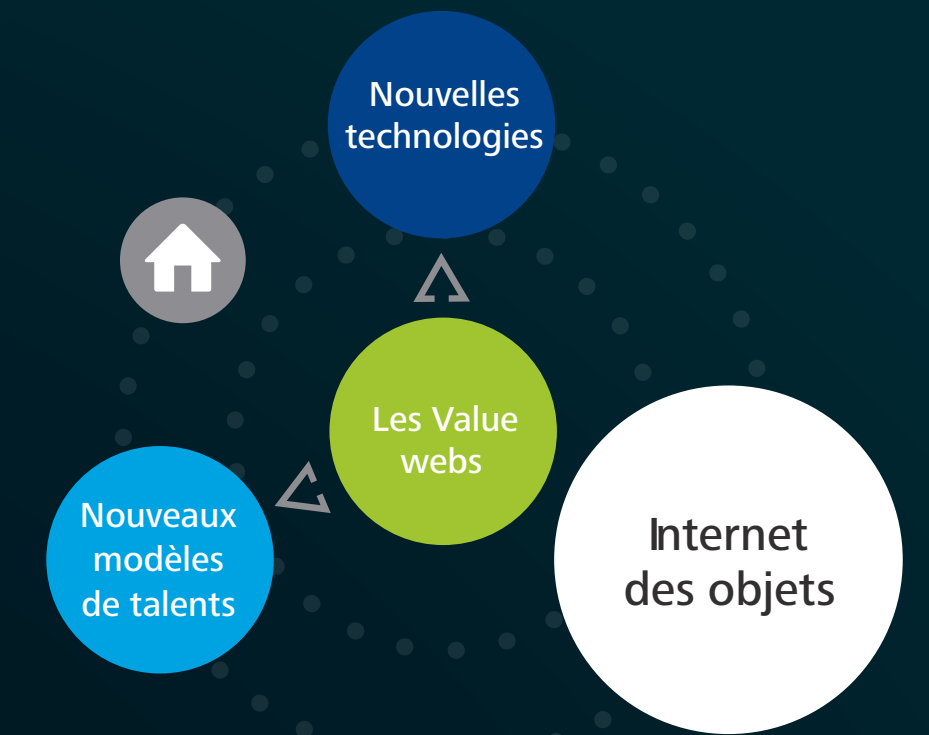 Nouvelles
technologies
Les Value
webs
Nouveaux
modèles
de talents
Internet
des objets